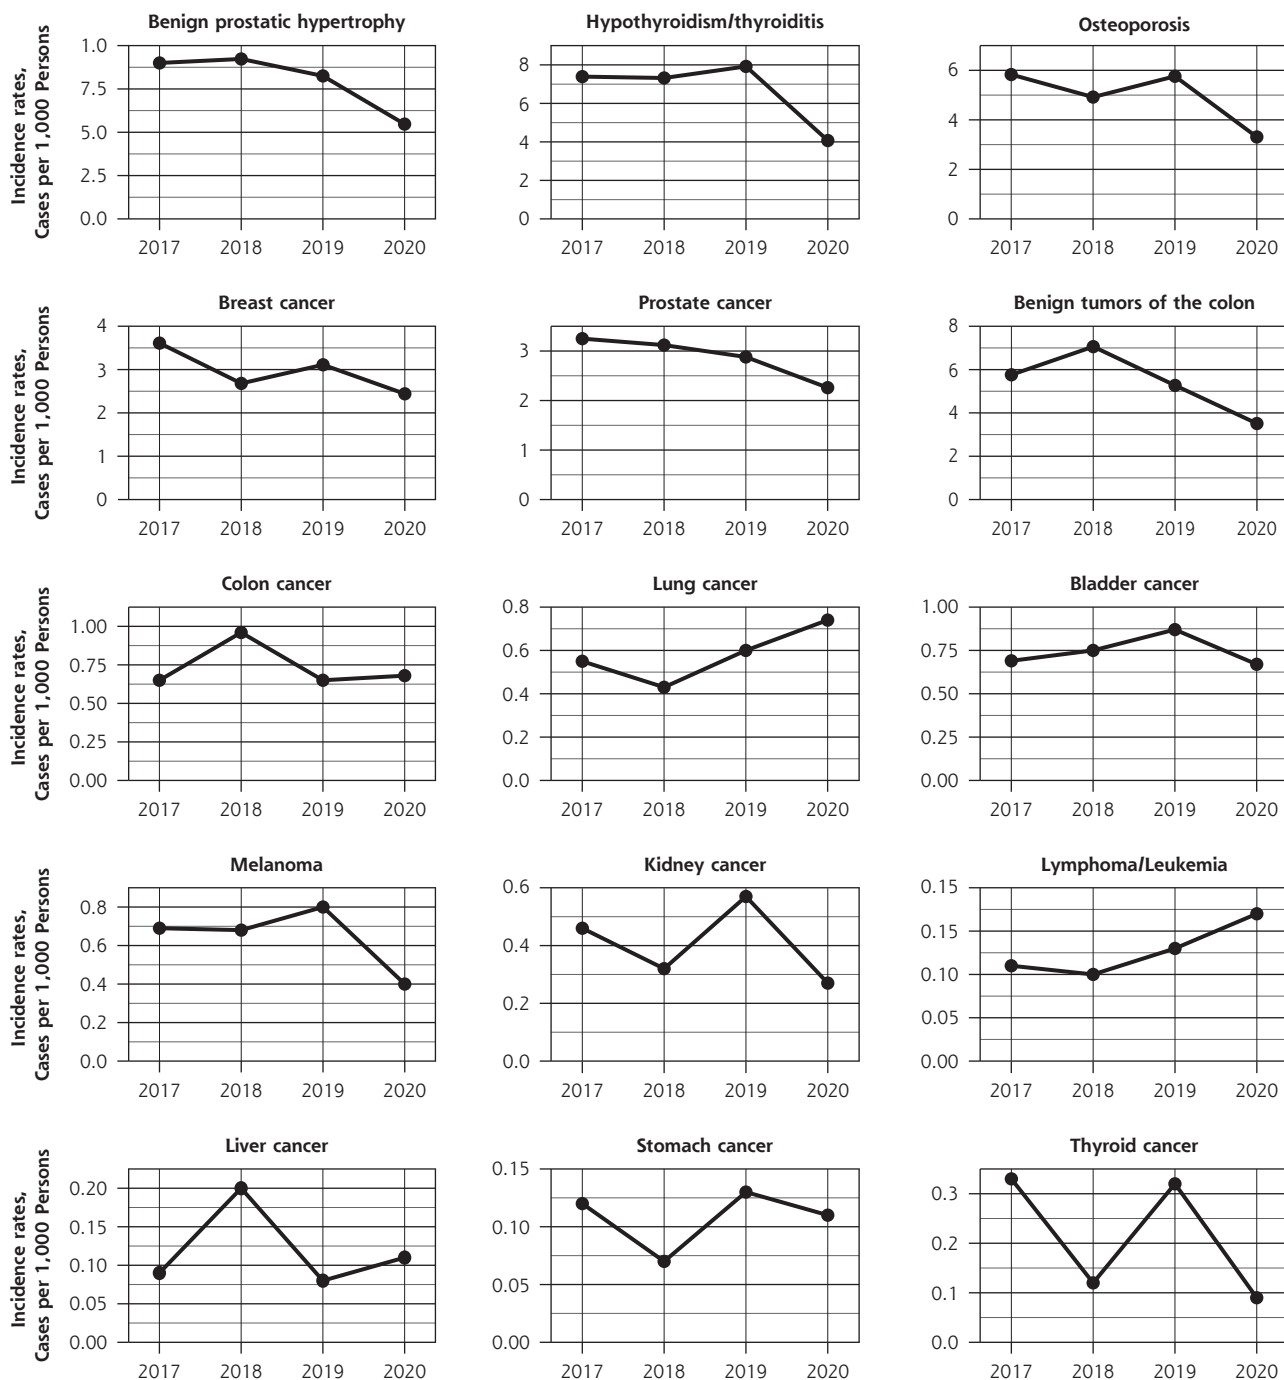 Benign prostatic hypertrophy
Incidence rates,
Cases per 1,000 Persons
1.0
7.5
5.0
2.5
0.0
2017 2018 2019 2020
Hypothyroidism/thyroiditis
8
6
4
2
0
2017 2018 2019 2020
Osteoporosis
6
4
2
0
2017 2018 2019 2020
Breast cancer
Incidence rates,
Cases per 1,000 Persons
4
3
2
1
0
2017 2018 2019 2020
Prostate cancer
3
2
1
0
2017 2018 2019 2020
Benign tumors of the colon
8
6
4
2
0
2017 2018 2019 2020
Colon cancer
Incidence rates,
Cases per 1,000 Persons
1.00
0.75
0.50
0.25
0.00
2017 2018 2019 2020
Lung cancer
0.8
0.6
0.4
0.2
0.0
2017 2018 2019 2020
Bladder cancer
1.00
0.75
0.50
0.25
0.00
2017 2018 2019 2020
Melanoma
Incidence rates,
Cases per 1,000 Persons
0.8
0.6
0.4
0.2
0.0
2017 2018 2019 2020
Kidney cancer
0.6
0.4
0.2
0.0
2017 2018 2019 2020
Lymphoma/Leukemia
0.15
0.15
0.10
0.05
0.00
2017 2018 2019 2020
Liver cancer
Incidence rates,
Cases per 1,000 Persons
0.20
0.15
0.10
0.05
0.00
2017 2018 2019 2020
Stomach cancer
0.15
0.10
0.05
0.00
2017 2018 2019 2020
Thyroid cancer
0.3
0.2
0.1
0.0
2017 2018 2019 2020